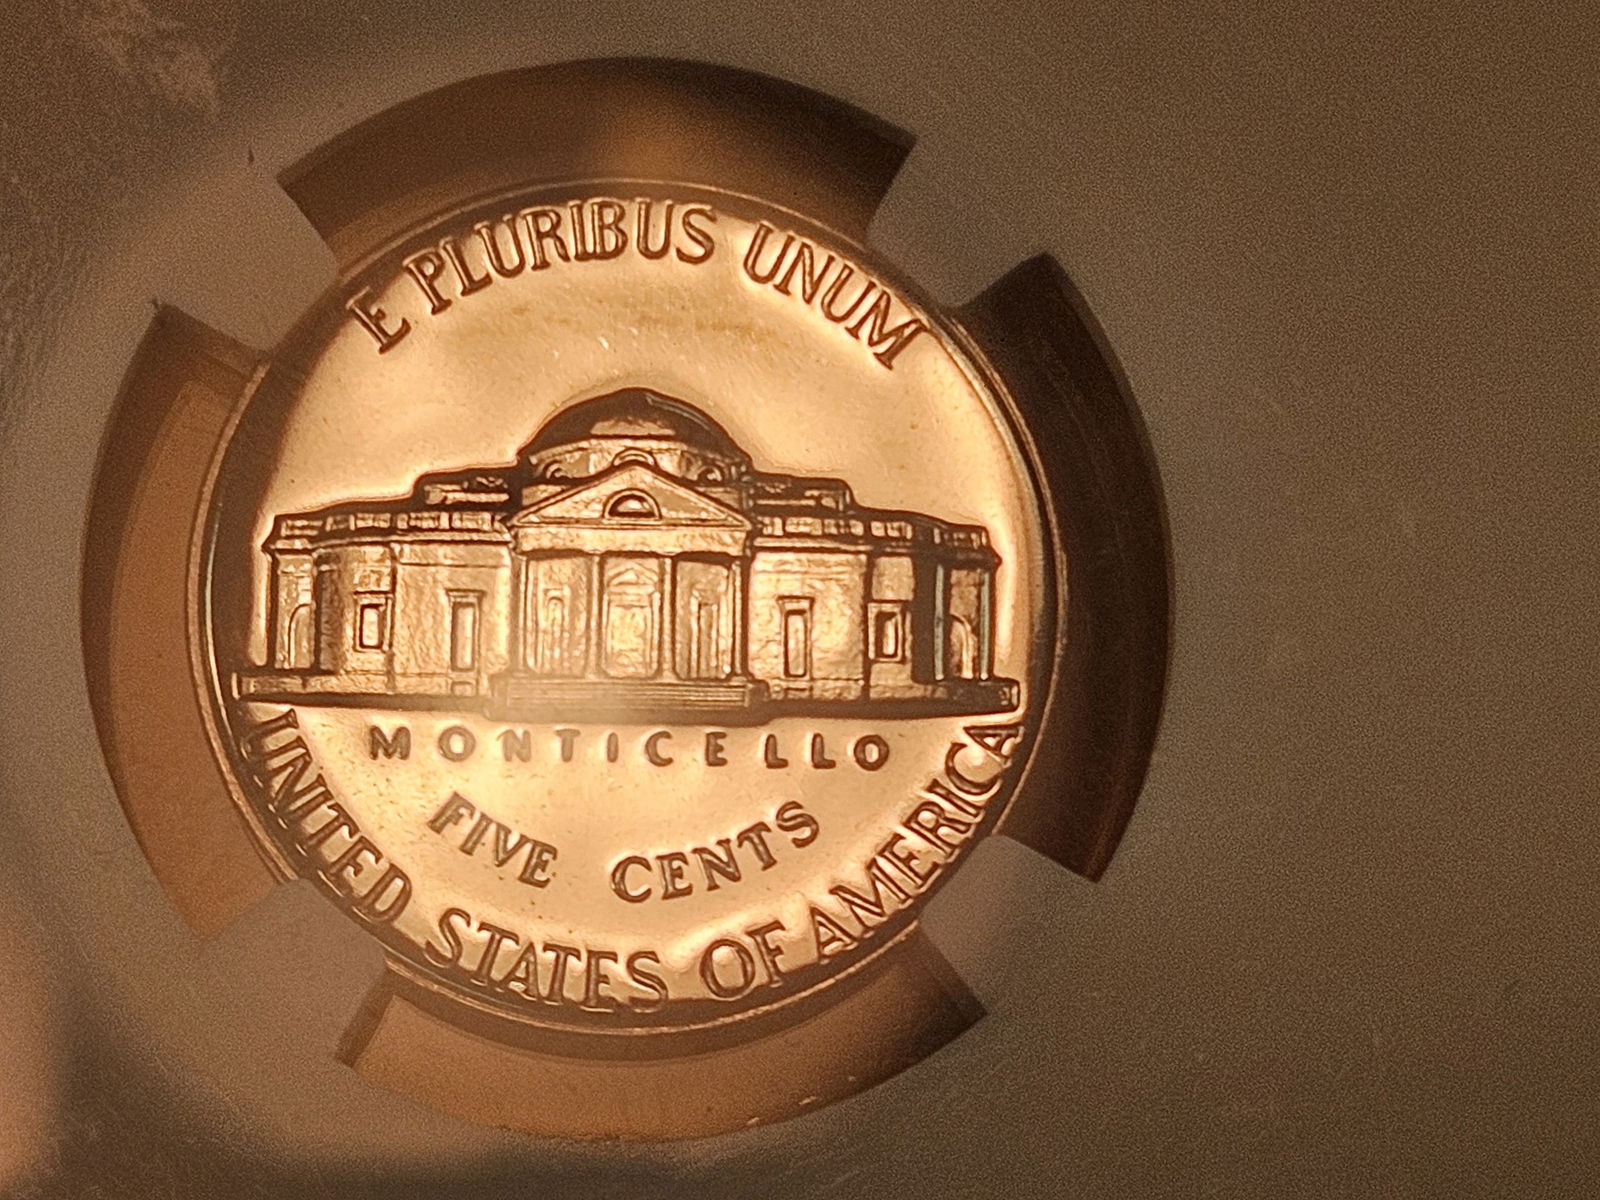 E PLURIBUS UNUM
MONTICELLO
FIVE CENTS
UNITED STATES OF AMERICA